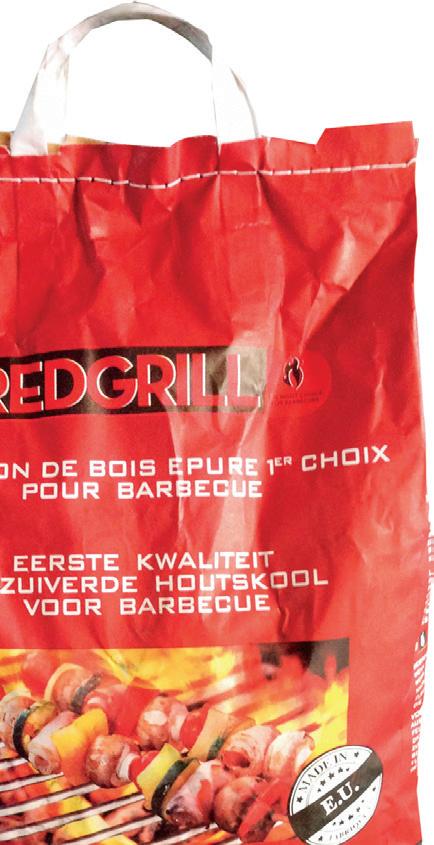 REDGRILL
ON DE BOIS EPURE 1ER CHOIX
POUR BARBECUE
EERSTE KWALITEIT
ZUIVERDE HOUTSKOOL
VOOR BARBECUE
MADE IN
E.U.